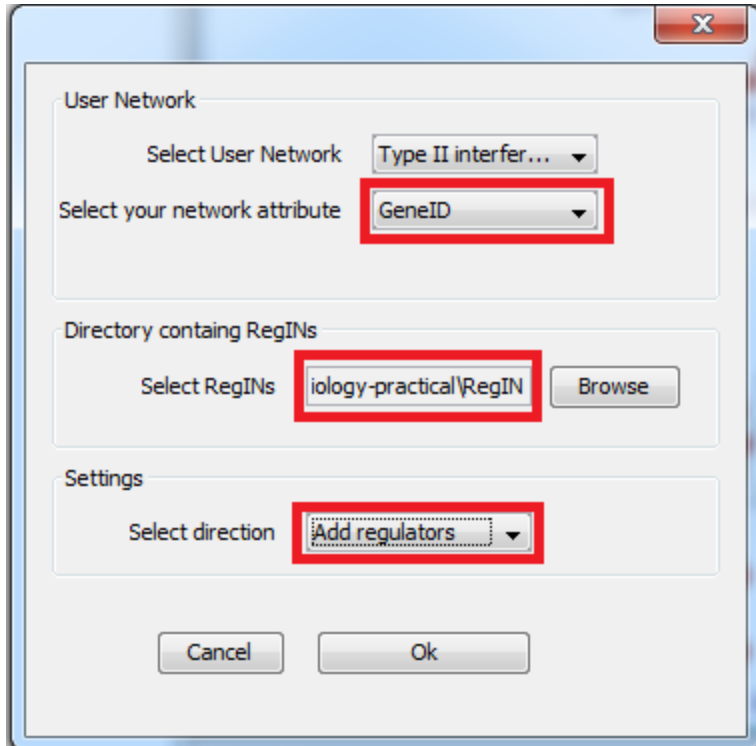 X
User Network
Select User Network Type II interfer...
Select your network attribute GeneID
Directory containg RegINs
Select RegINs iology-practical\RegIN Browse
Settings
Select direction Add regulators
Cancel Ok